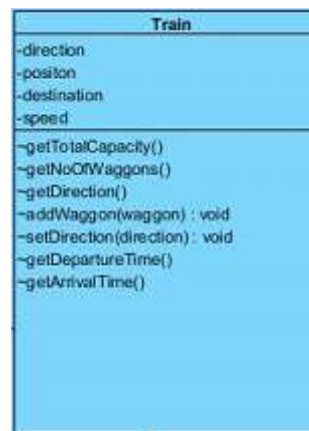 Train
-direction
-positon
-destination
-speed
~getTotalCapacity()
~getNoOfWaggons()
~getDirection()
~addWaggon(waggon) : void
~setDirection(direction) : void
~getDepartureTime()
~getArrivalTime()